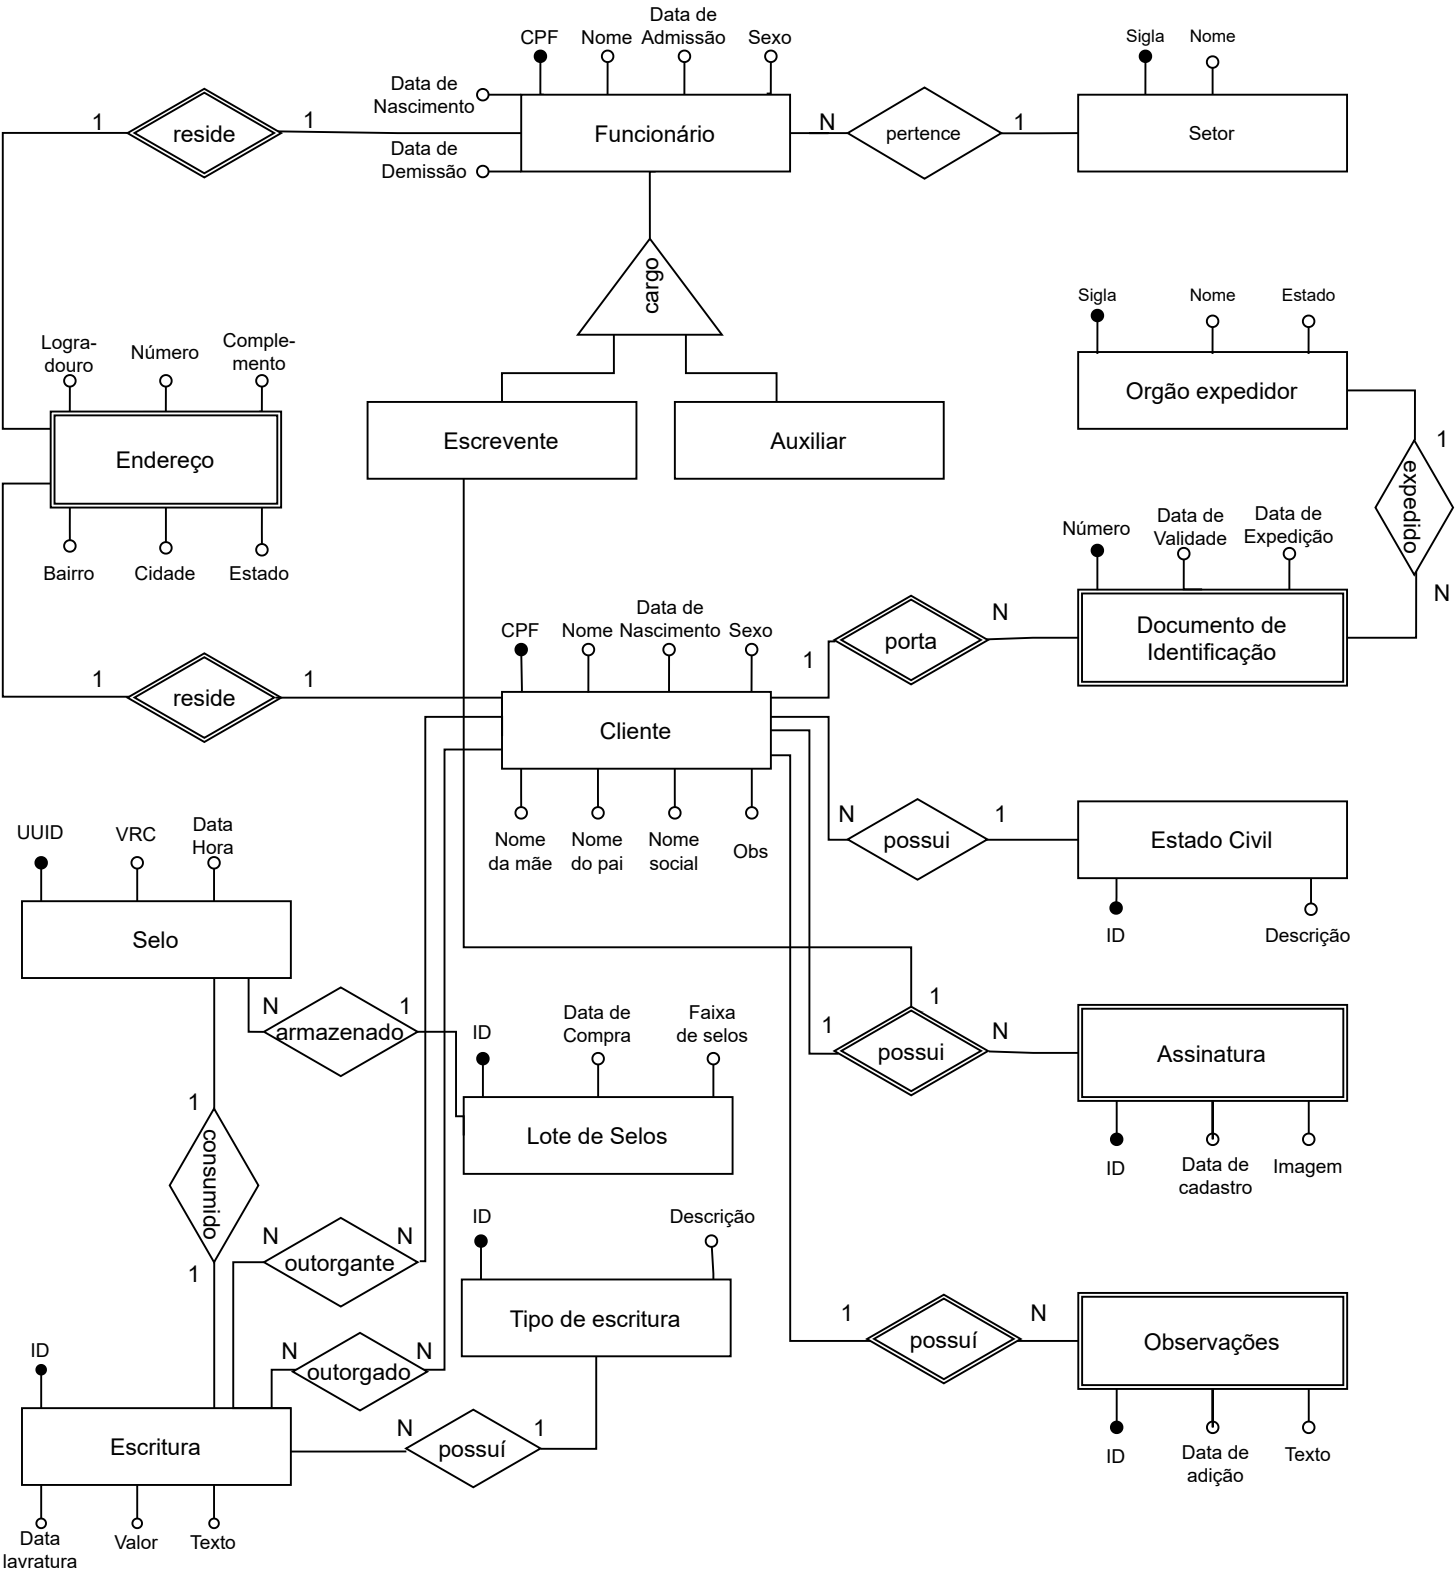 Data de
CPF
Nome
Admissão
Sexo
Sigla
Nome
Data de
Nascimento
1
reside
1
Funcionário
N
pertence
1
Setor
Data de
Demissão
cargo
Sigla
Nome
Estado
Logra-
douro
Número
Comple-
mento
Orgão expedidor
Endereço
Escrevente
Auxiliar
1
expedido
N
Bairro
Cidade
Estado
Número
Data de
Validade
Data de
Expedição
Documento de
Identificação
CPF
Nome
Data de
Nascimento
Sexo
1
porta
N
1
reside
1
Cliente
Nome
da mãe
Nome
do pai
Nome
social
Obs
N
possui
1
Estado Civil
ID
Descrição
UUID
VRC
Data
Hora
Selo
N
armazenado
1
ID
Data de
Compra
Faixa
de selos
Lote de Selos
1
1
possui
N
Assinatura
ID
Data de
cadastro
Imagem
1
consumido
1
N
outorgante
N
ID
Descrição
Tipo de escritura
N
outorgado
N
1
possuí
N
Observações
ID
Data de
adição
Texto
ID
Escritura
N
possuí
1
Data
lavratura
Valor
Texto